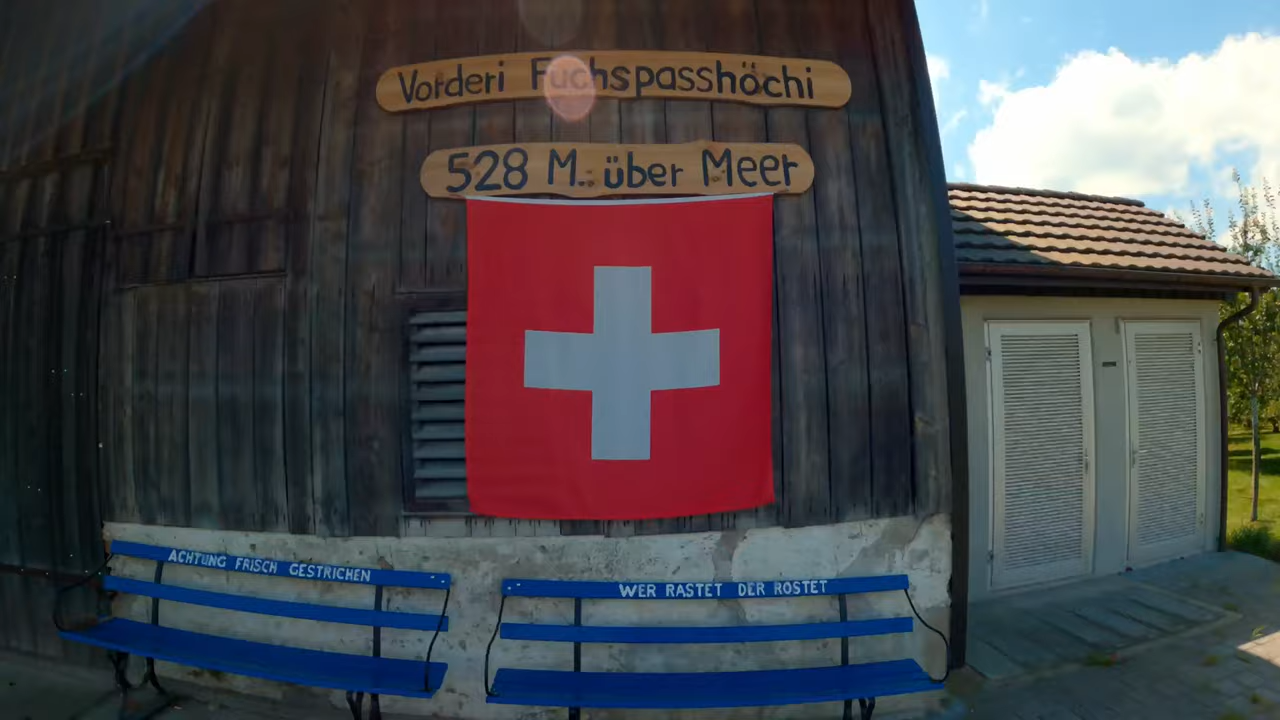 Vorderi Fuchspasshöchi
528 M. über Meer
ACHTUNG FRISCH GESTRICHEN
WER RASTET DER ROSTET